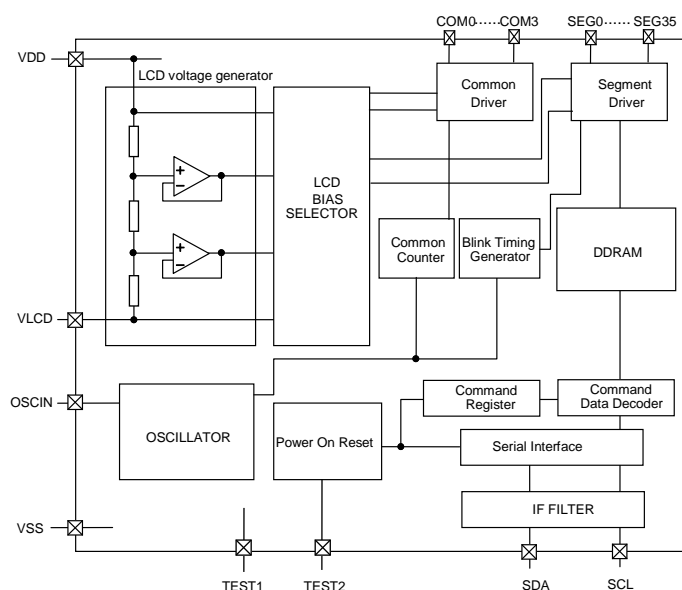 COM0······COM3
SEG0······ SEG35
VDD
LCD voltage generator
Common
Driver
Segment
Driver
LCD
BIAS
SELECTOR
Common
Counter
Blink Timing
Generator
DDRAM
VLCD
OSCIN
OSCILLATOR
Power On Reset
Command
Register
Command
Data Decoder
Serial Interface
IF FILTER
VSS
TEST1
TEST2
SDA
SCL